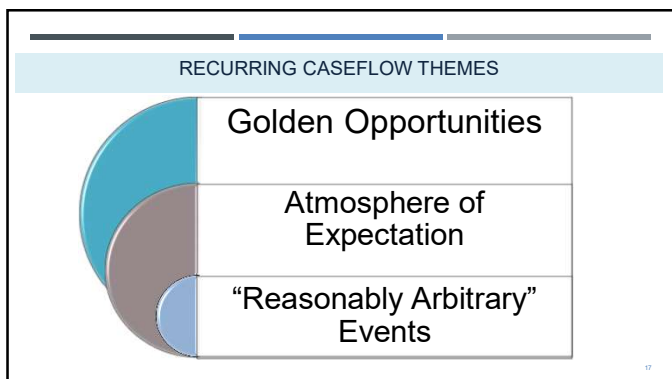 RECURRING CASEFLOW THEMES
Golden Opportunities
Atmosphere of
Expectation
“Reasonably Arbitrary”
Events
17